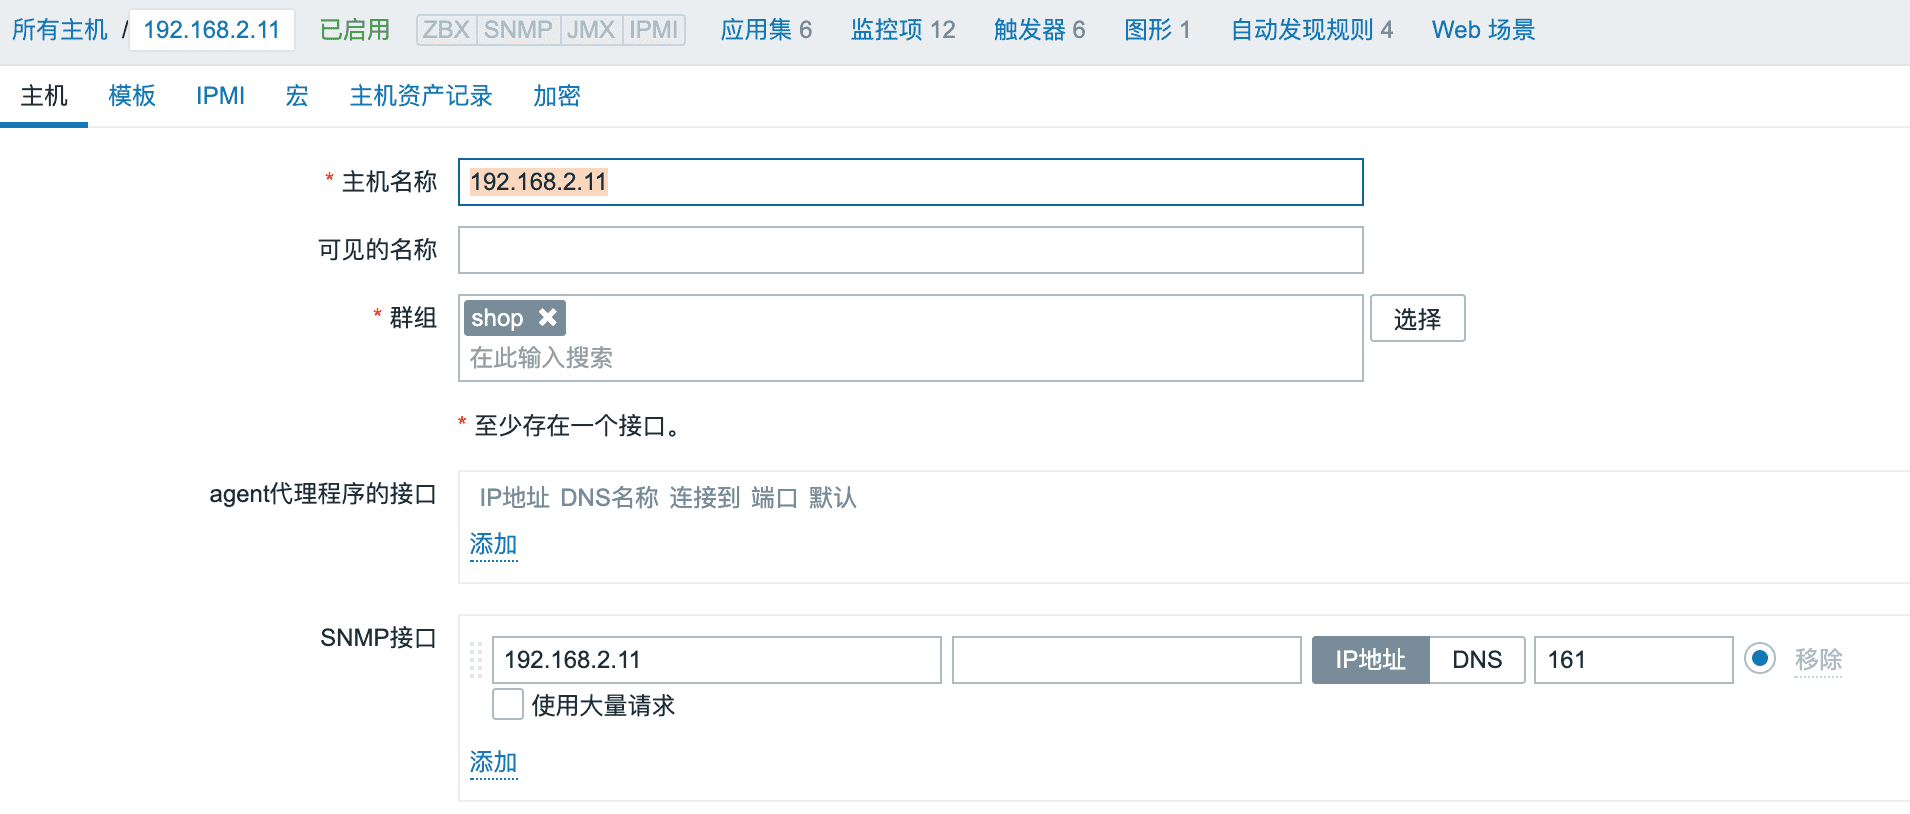 所有主机 / 192.168.2.11 已启用 ZBX SNMP JMX IPMI 应用集 6 监控项 12 触发器 6 图形 1 自动发现规则 4 Web 场景
主机 模板 IPMI 宏 主机资产记录 加密
* 主机名称 192.168.2.11
可见的名称
* 群组 shop ✖ 选择
在此输入搜索
* 至少存在一个接口。
agent代理程序的接口 IP地址 DNS名称 连接到 端口 默认
添加
SNMP接口 192.168.2.11 IP地址 DNS 161 移除
使用大量请求
添加